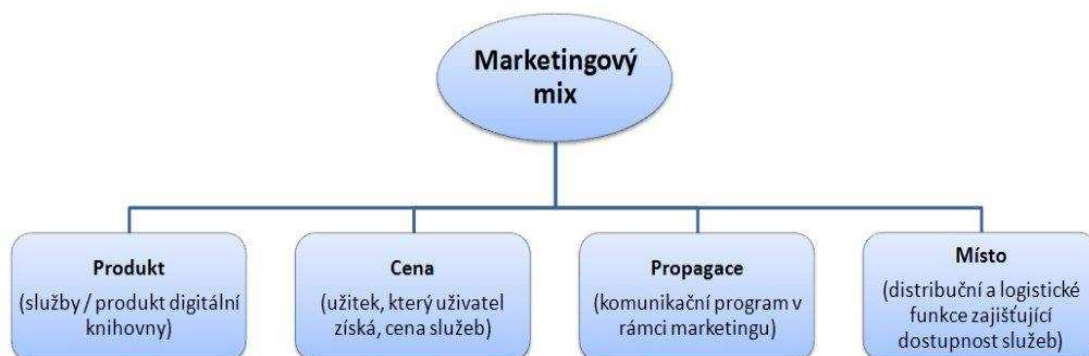 Marketingový
mix
Produkt
(služby / produkt digitální
knihovny)
Cena
(užitek, který uživatel
získá, cena služeb)
Propagace
(komunikační program v
rámci marketingu)
Místo
(distribuční a logistické
funkce zajišťující
dostupnost služeb)